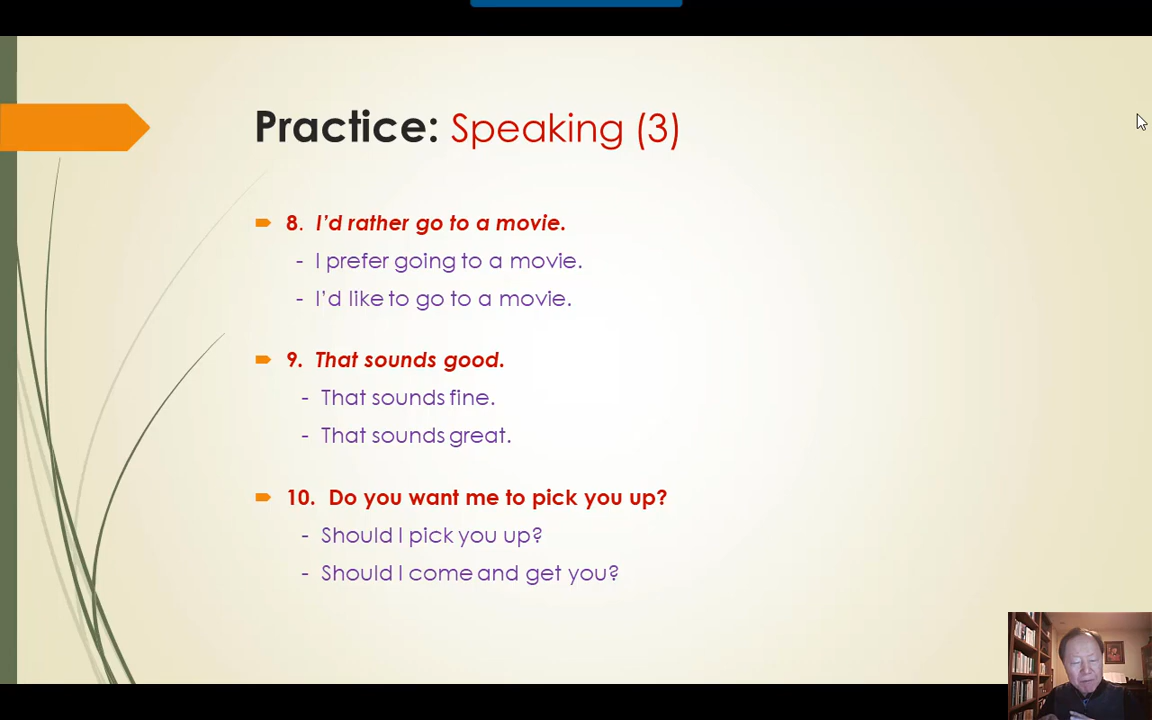 Practice: Speaking (3)
8. I'd rather go to a movie.
- I prefer going to a movie.
- I'd like to go to a movie.
9. That sounds good.
- That sounds fine.
- That sounds great.
10. Do you want me to pick you up?
- Should I pick you up?
- Should I come and get you?